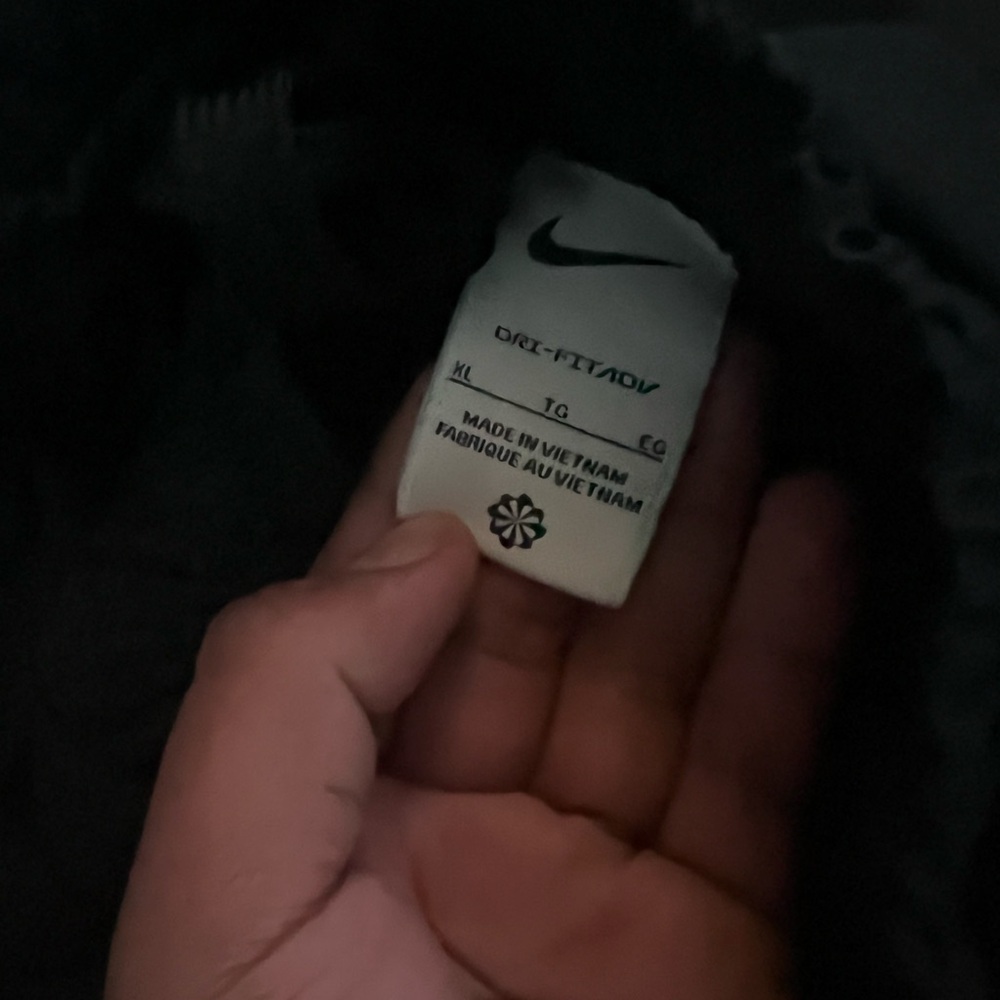 DRI-FIT ADV
XL TG EG
MADE IN VIETNAM
FABRIQUE AU VIETNAM